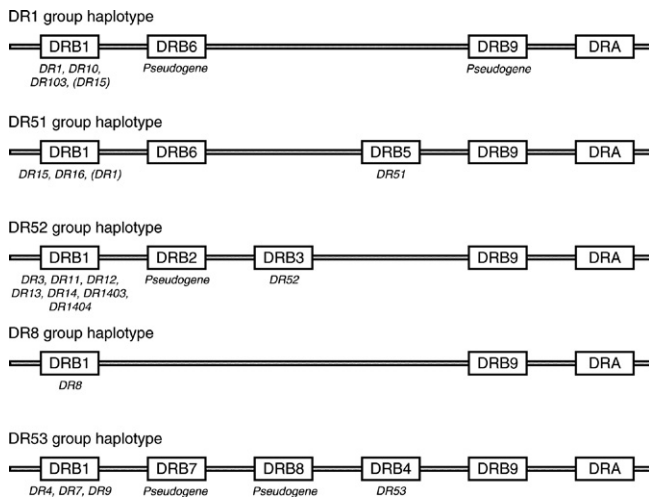 DR1 group haplotype
DRB1 DRB6 DRB9 DRA
DR1, DR10, Pseudogene Pseudogene
DR103, (DR15)
DR51 group haplotype
DRB1 DRB6 DRB5 DRB9 DRA
DR15, DR16, (DR1) DR51
DR52 group haplotype
DRB1 DRB2 DRB3 DRB9 DRA
DR3, DR11, DR12, Pseudogene DR52
DR13, DR14, DR1403,
DR1404
DR8 group haplotype
DRB1 DRB9 DRA
DR8
DR53 group haplotype
DRB1 DRB7 DRB8 DRB4 DRB9 DRA
DR4, DR7, DR9 Pseudogene Pseudogene DR53